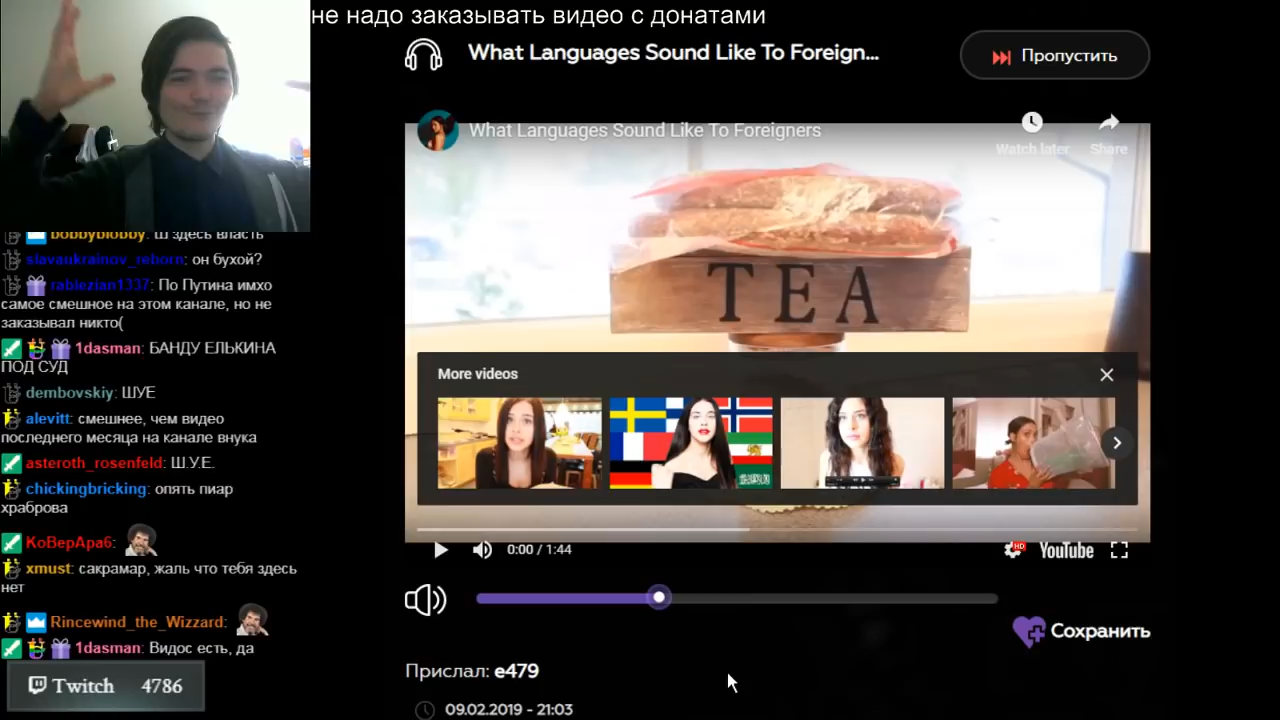 не надо заказывать видео с донатами
What Languages Sound Like To Foreign...
Пропустить
What Languages Sound Like To Foreigners
Watch later
Share
TEA
More videos
0:00 / 1:44
HD
YouTube
Сохранить
Прислал: e479
09.02.2019 - 21:03
bobbyblobby: Ш здесь власть
slavaukrainov_reborn: он бухой?
rablezian1337: По Путина имхо
самое смешное на этом канале, но не
заказывал никто(
1dasman: БАНДУ ЕЛЬКИНА
ПОД СУД
dembovskiy: ШУЕ
alevitt: смешнее, чем видео
последнего месяца на канале внука
asteroth_rosenfeld: Ш.У.Е.
chickingbricking: опять пиар
храброва
KoBepApa6:
xmust: сакрамар, жаль что тебя здесь
нет
Rincewind_the_Wizzard:
1dasman: Видос есть, да
Twitch 4786